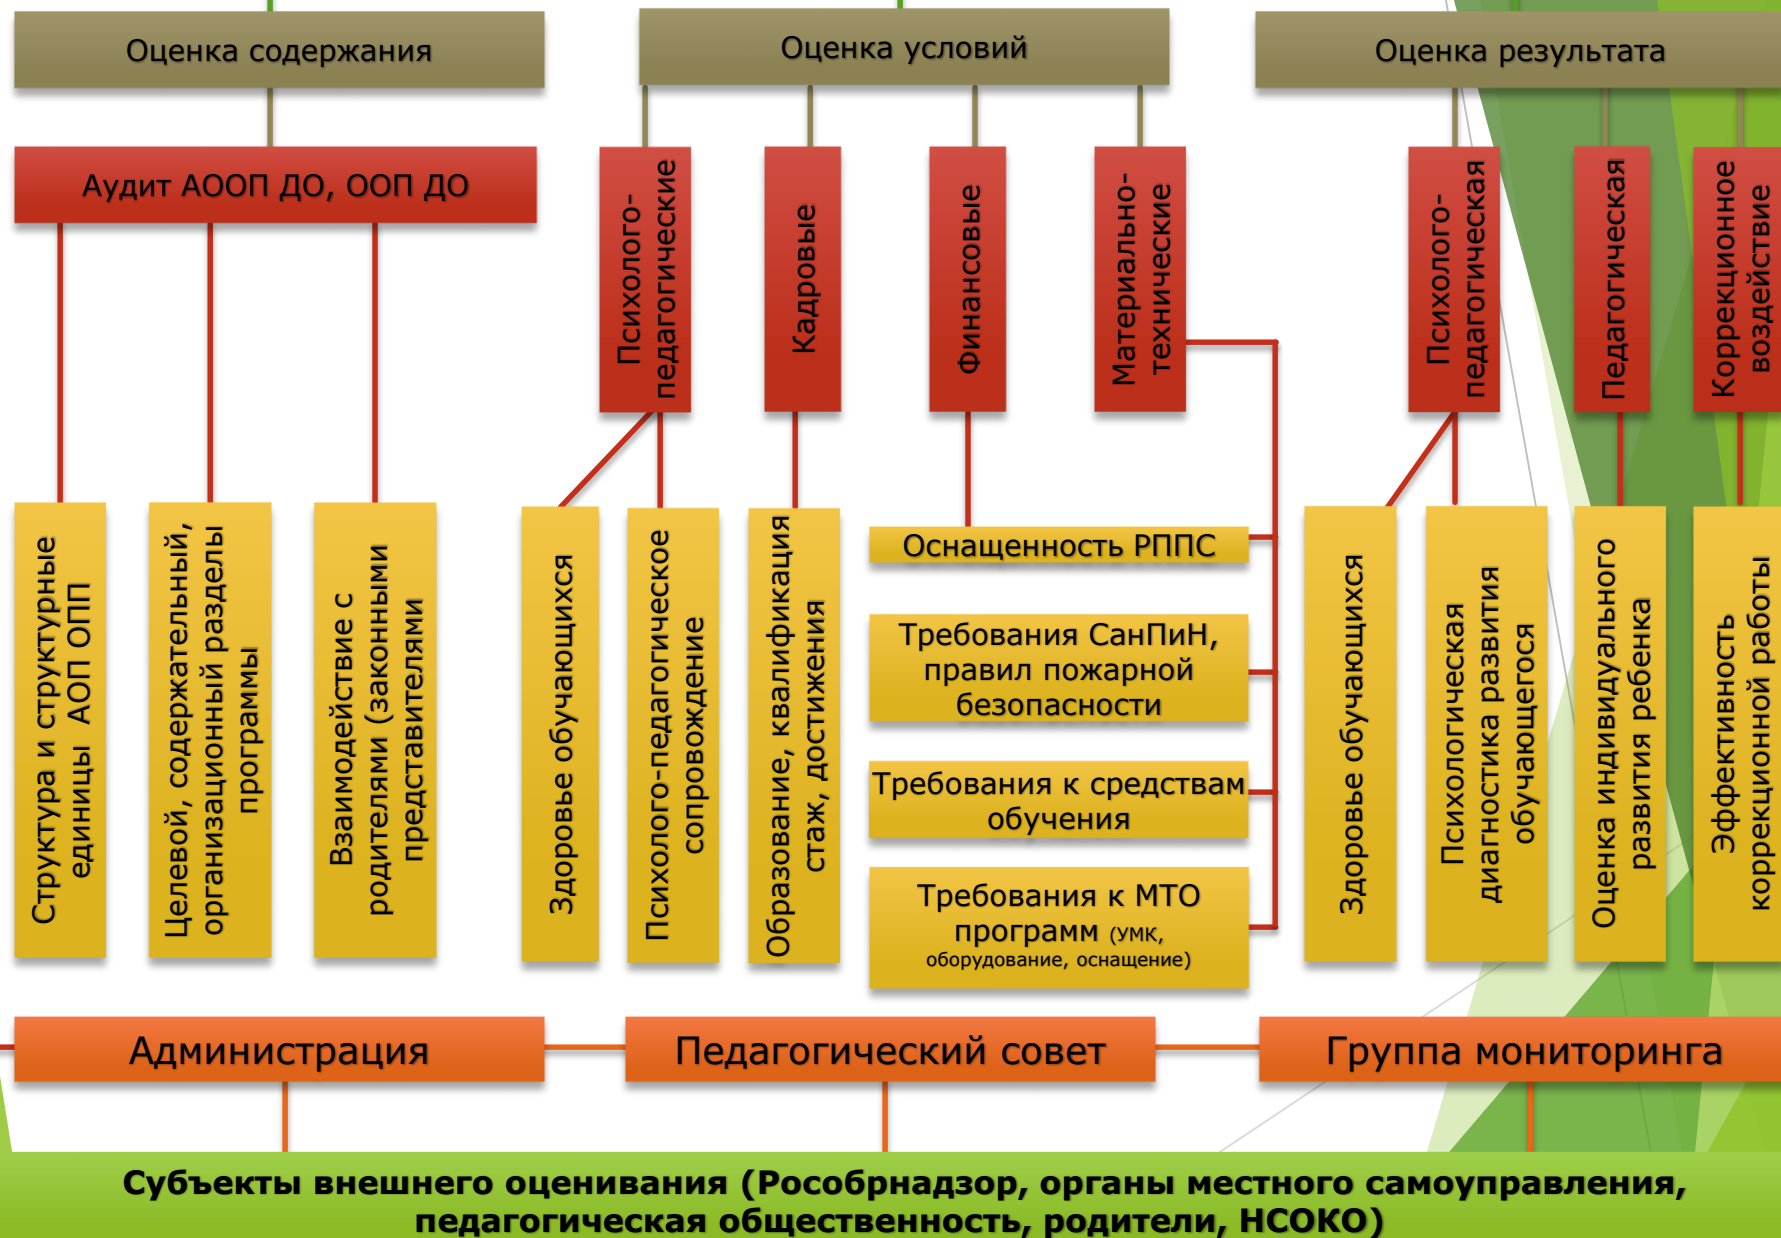 Оценка содержания
Оценка условий
Оценка результата
Аудит АООП ДО, ООП ДО
Психолого-
педагогические
Кадровые
Финансовые
Материально-
технические
Психолого-
педагогическая
Педагогическая
Коррекционное
воздействие
Структура и структурные
единицы АОП ОПП
Целевой, содержательный,
организационный разделы
программы
Взаимодействие с
родителями (законными
представителями
Здоровье обучающихся
Психолого-педагогическое
сопровождение
Образование, квалификация
стаж, достижения
Оснащенность РППС
Требования СанПиН,
правил пожарной
безопасности
Требования к средствам
обучения
Требования к МТО
программ (УМК,
оборудование, оснащение)
Здоровье обучающихся
Психологическая
диагностика развития
обучающегося
Оценка индивидуального
развития ребенка
Эффективность
коррекционной работы
Администрация
Педагогический совет
Группа мониторинга
Субъекты внешнего оценивания (Рособрнадзор, органы местного самоуправления,
педагогическая общественность, родители, НСОКО)